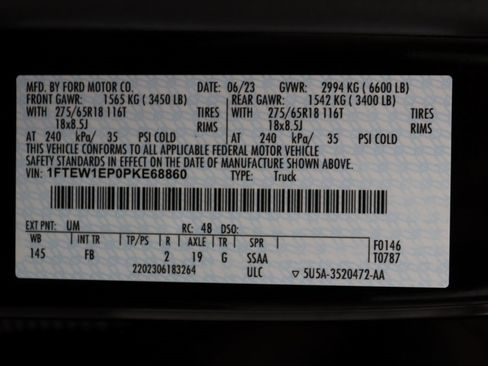 MFD. BY FORD MOTOR CO. DATE: 06/23 GVWR: 2994 KG ( 6600 LB)
FRONT GAWR: 1565 KG ( 3450 LB) REAR GAWR: 1542 KG ( 3400 LB)
WITH 275/65R18 116T TIRES WITH 275/65R18 116T TIRES
18x8.5J RIMS 18x8.5J RIMS
AT 240 kPa/ 35 PSI COLD AT 240 kPa/ 35 PSI COLD
THIS VEHICLE CONFORMS TO ALL APPLICABLE FEDERAL MOTOR VEHICLE
SAFETY STANDARDS IN EFFECT ON THE DATE OF MANUFACTURE SHOWN ABOVE.
VIN: 1FTEW1EP0PKE68860 TYPE: Truck
EXT PNT: UM RC: 48 DSO:
WB INT TR TP/PS R AXLE TR SPR F0146
145 FB 2 19 G SSAA T0787
2202306183264 ULC ▽ 5U5A-3520472-AA